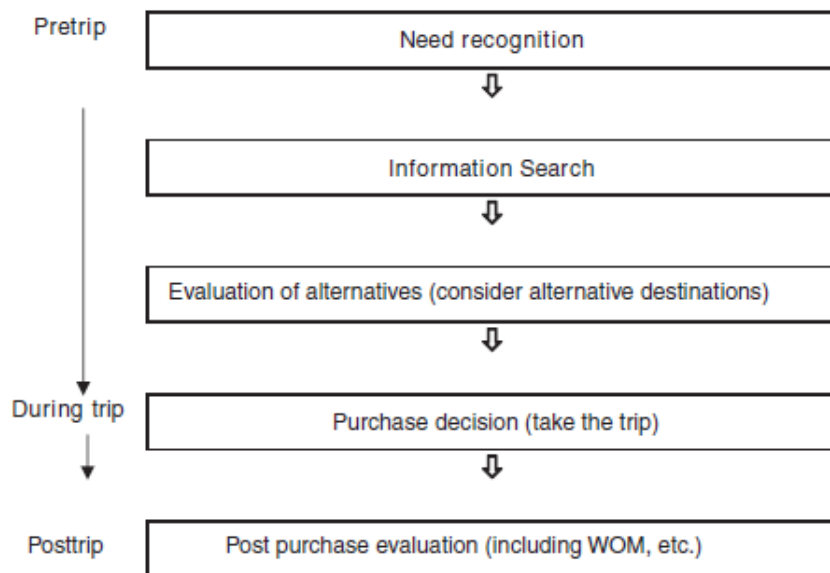 Pretrip
Need recognition
Information Search
Evaluation of alternatives (consider alternative destinations)
During trip
Purchase decision (take the trip)
Posttrip
Post purchase evaluation (including WOM, etc.)